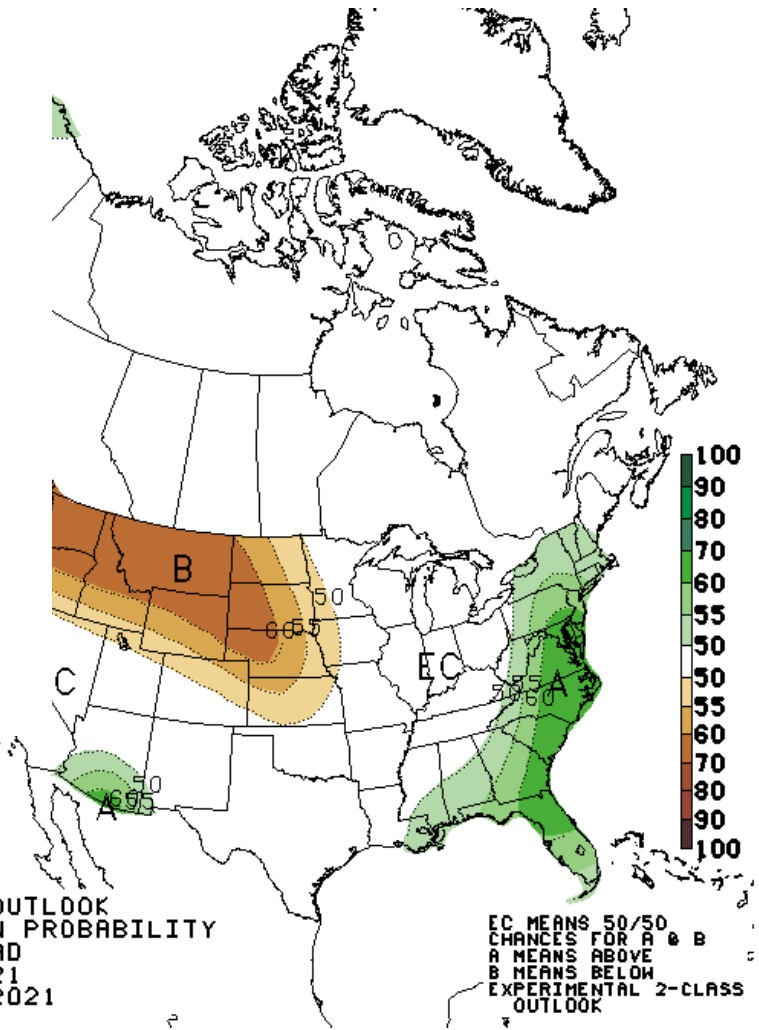 100
90
80
70
60
55
50
50
55
60
70
80
90
100
B
50
60
55
EC
C
50
55
60
A
50
60
55
A
OUTLOOK
N PROBABILITY
AD
21
2021
EC MEANS 50/50
CHANCES FOR A & B
A MEANS ABOVE
B MEANS BELOW
EXPERIMENTAL 2-CLASS
OUTLOOK